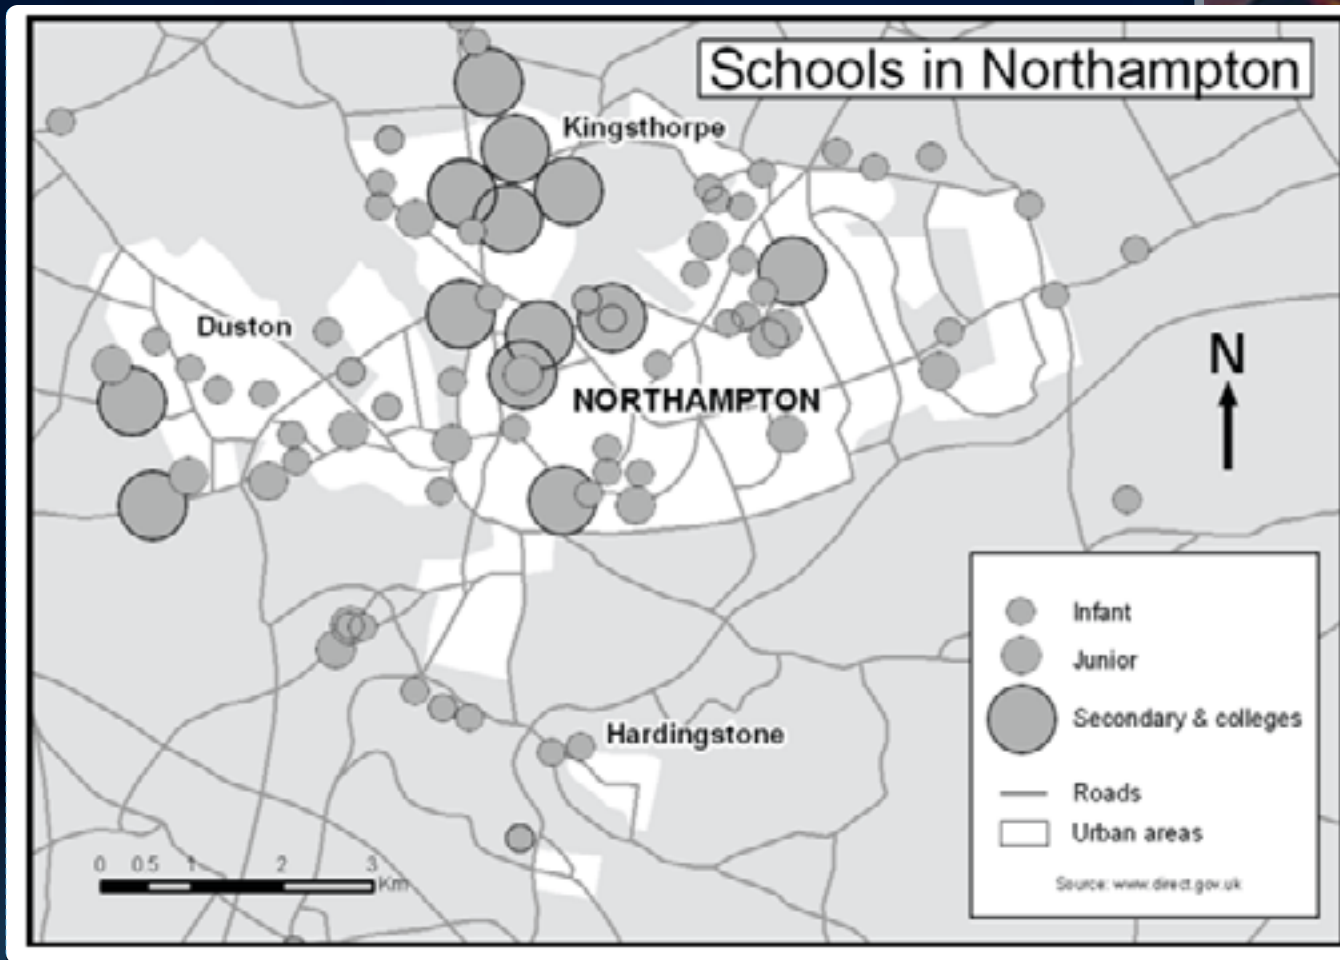 Schools in Northampton
Kingsthorpe
Duston
NORTHAMPTON
N
Hardingstone
Infant
Junior
Secondary & colleges
Roads
Urban areas
Source: www.direct.gov.uk
0 0.5 1 2 3
Km